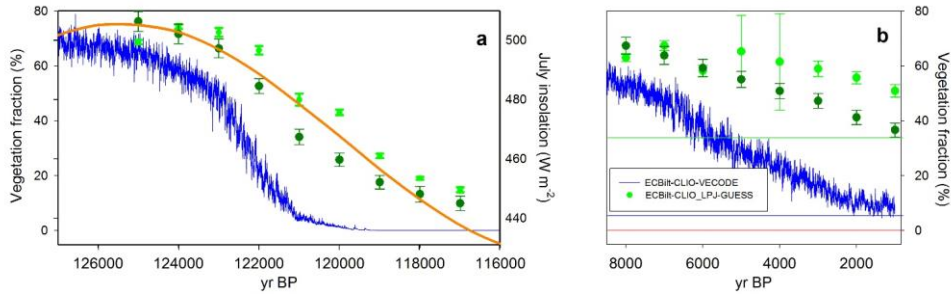 80
60
40
20
0
Vegetation fraction (%)
a
500
480
460
440
July insolation (W m-2)
126000 124000 122000 120000 118000 116000
yr BP
b
80
60
40
20
0
Vegetation fraction (%)
ECBilt-CLIO-VECODE
ECBilt-CLIO_LPJ-GUESS
8000 6000 4000 2000
yr BP